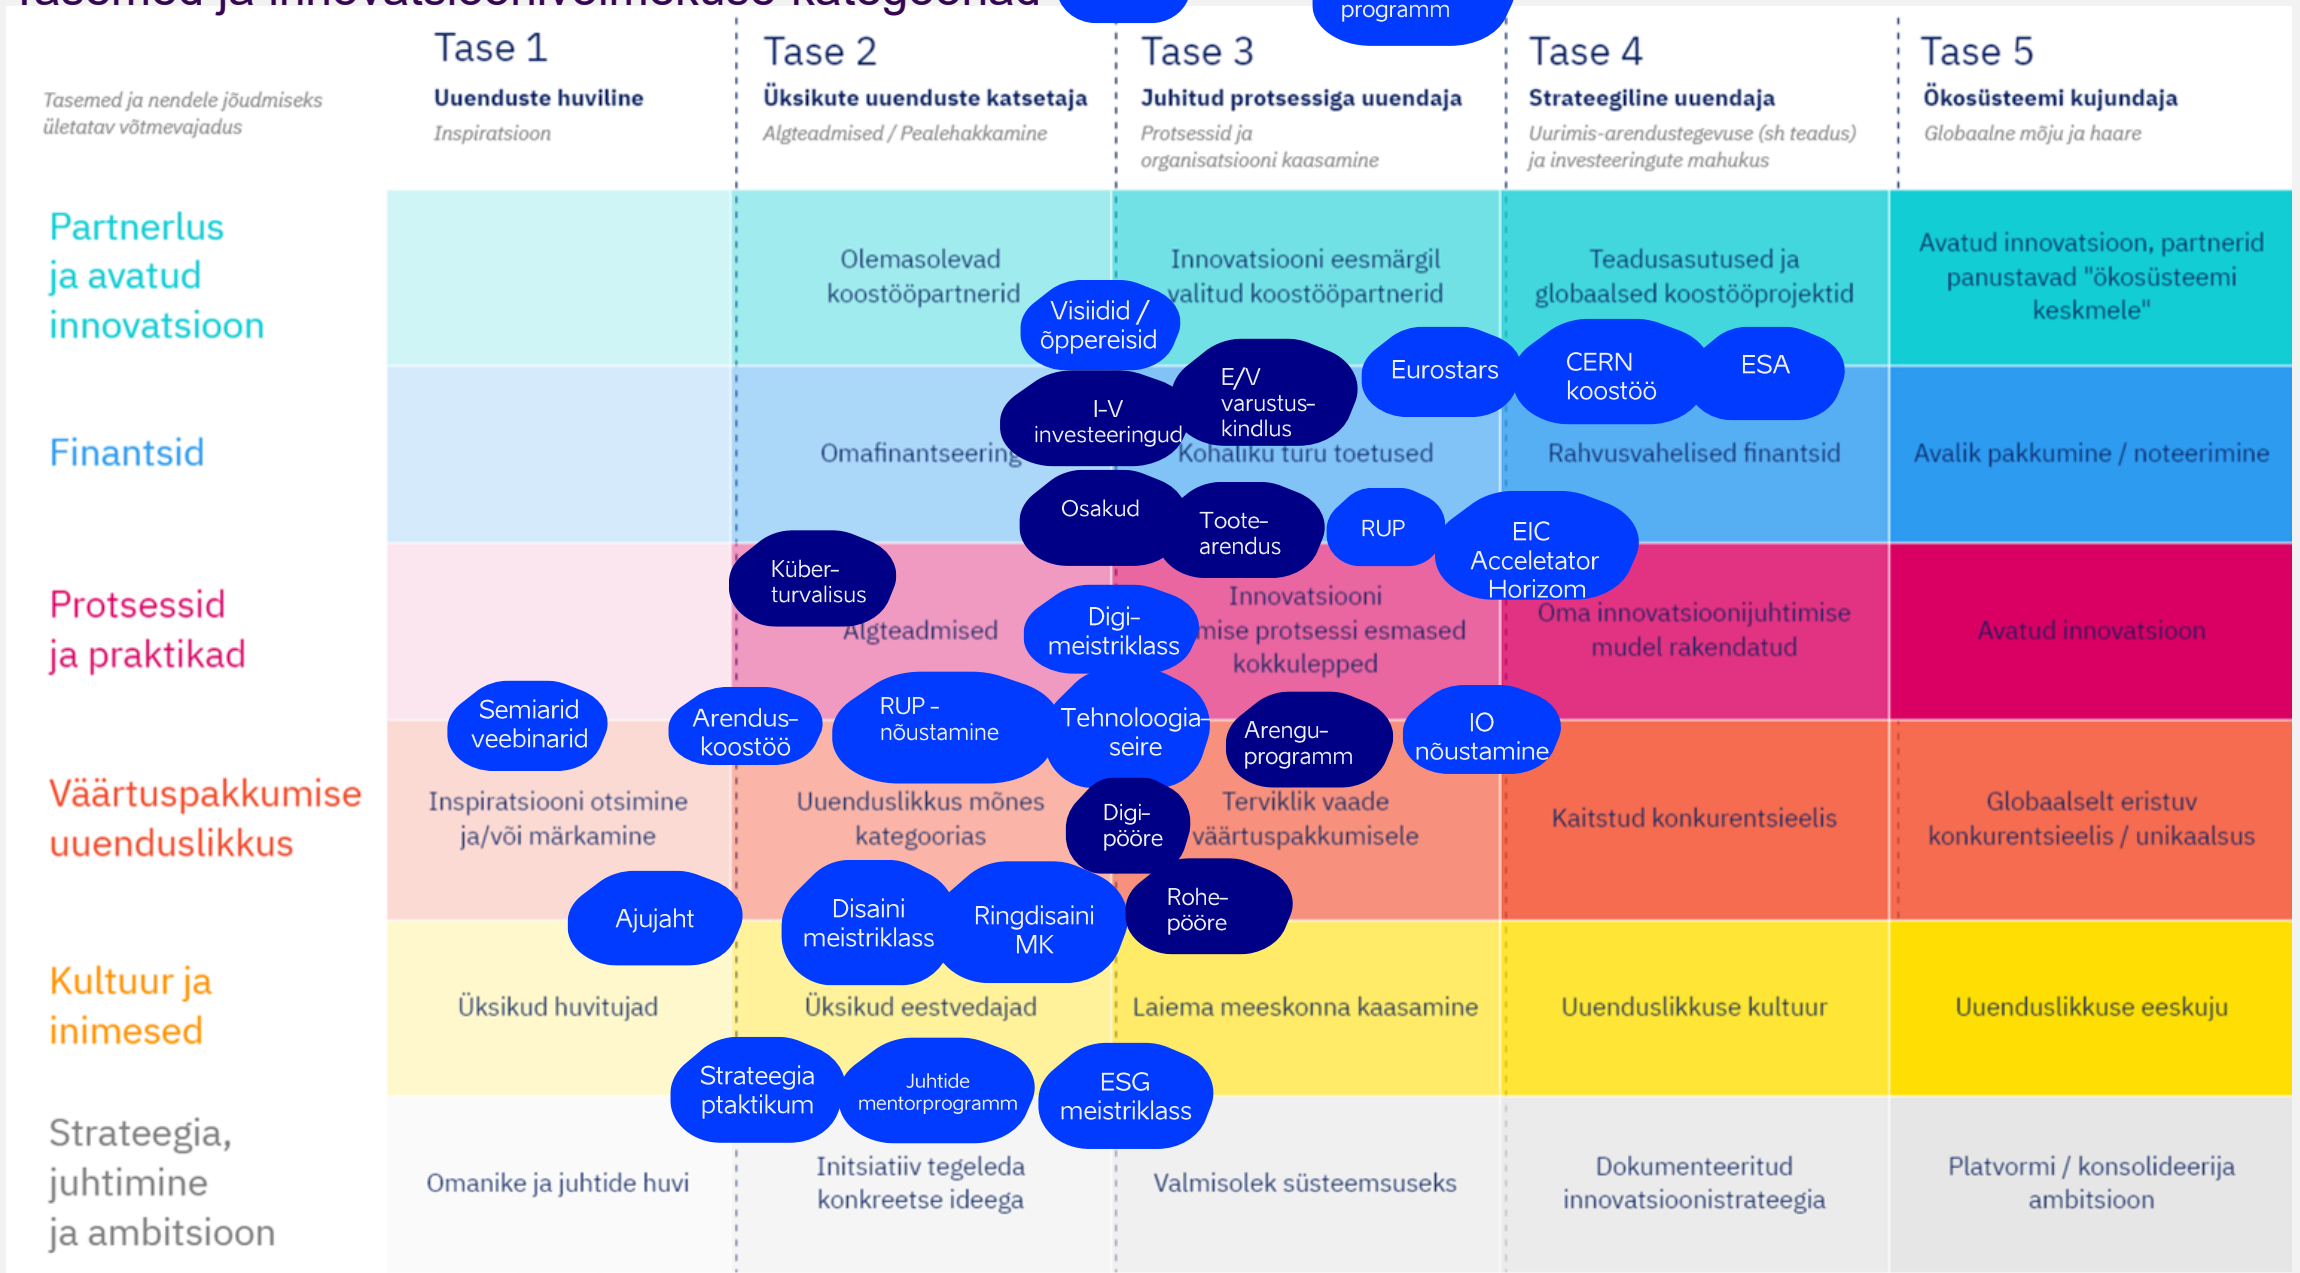 Tasemed ja innovatsioonivõimekuse kategooriad
programm
Tase 1
Tase 2
Tase 3
Tase 4
Tase 5
Tasemed ja nendele jõudmiseks
ületatav võtmevajadus
Uuenduste huviline
Inspiratsioon
Üksikute uuenduste katsetaja
Algteadmised / Pealehakkamine
Juhitud protsessiga uuendaja
Protsessid ja
organisatsiooni kaasamine
Strateegiline uuendaja
Uurimis-arendustegevuse (sh teadus)
ja investeeringute mahukus
Ökosüsteemi kujundaja
Globaalne mõju ja haare
Partnerlus
ja avatud
innovatsioon
Olemasolevad
koostööpartnerid
Innovatsiooni eesmärgil
valitud koostööpartnerid
Teadusasutused ja
globaalsed koostööprojektid
Avatud innovatsioon, partnerid
panustavad "ökosüsteemi
keskmele"
Visiidid /
õppereisid
I-V
investeeringud
E/V
varustus-
kindlus
Eurostars
CERN
koostöö
ESA
Finantsid
Omafinantseering
Kohaliku turu toetused
Rahvusvahelised finantsid
Avalik pakkumine / noteerimine
Osakud
Toote-
arendus
RUP
EIC
Acceletator
Horizom
Küber-
turvalisus
Protsessid
ja praktikad
Algteadmised
Digi-
meistriklass
Innovatsiooni
mise protsessi esmased
kokkulepped
Oma innovatsioonijuhtimise
mudel rakendatud
Avatud innovatsioon
Semiarid
veebinarid
Arendus-
koostöö
RUP -
nõustamine
Tehnoloogia-
seire
Arengu-
programm
IO
nõustamine
Väärtuspakkumise
uuenduslikkus
Inspiratsiooni otsimine
ja/või märkamine
Uuenduslikkus mõnes
kategoorias
Digi-
pööre
Terviklik vaade
väärtuspakkumisele
Kaitstud konkurentsieelis
Globaalselt eristuv
konkurentsieelis / unikaalsus
Ajujaht
Disaini
meistriklass
Ringdisaini
MK
Rohe-
pööre
Kultuur ja
inimesed
Üksikud huvitujad
Üksikud eestvedajad
Laiema meeskonna kaasamine
Uuenduslikkuse kultuur
Uuenduslikkuse eeskuju
Strateegia
ptaktikum
Juhtide
mentorprogramm
ESG
meistriklass
Strateegia,
juhtimine
ja ambitsioon
Omanike ja juhtide huvi
Initsiatiiv tegeleda
konkreetse ideega
Valmisolek süsteemsuseks
Dokumenteeritud
innovatsioonistrateegia
Platvormi / konsolideerija
ambitsioon